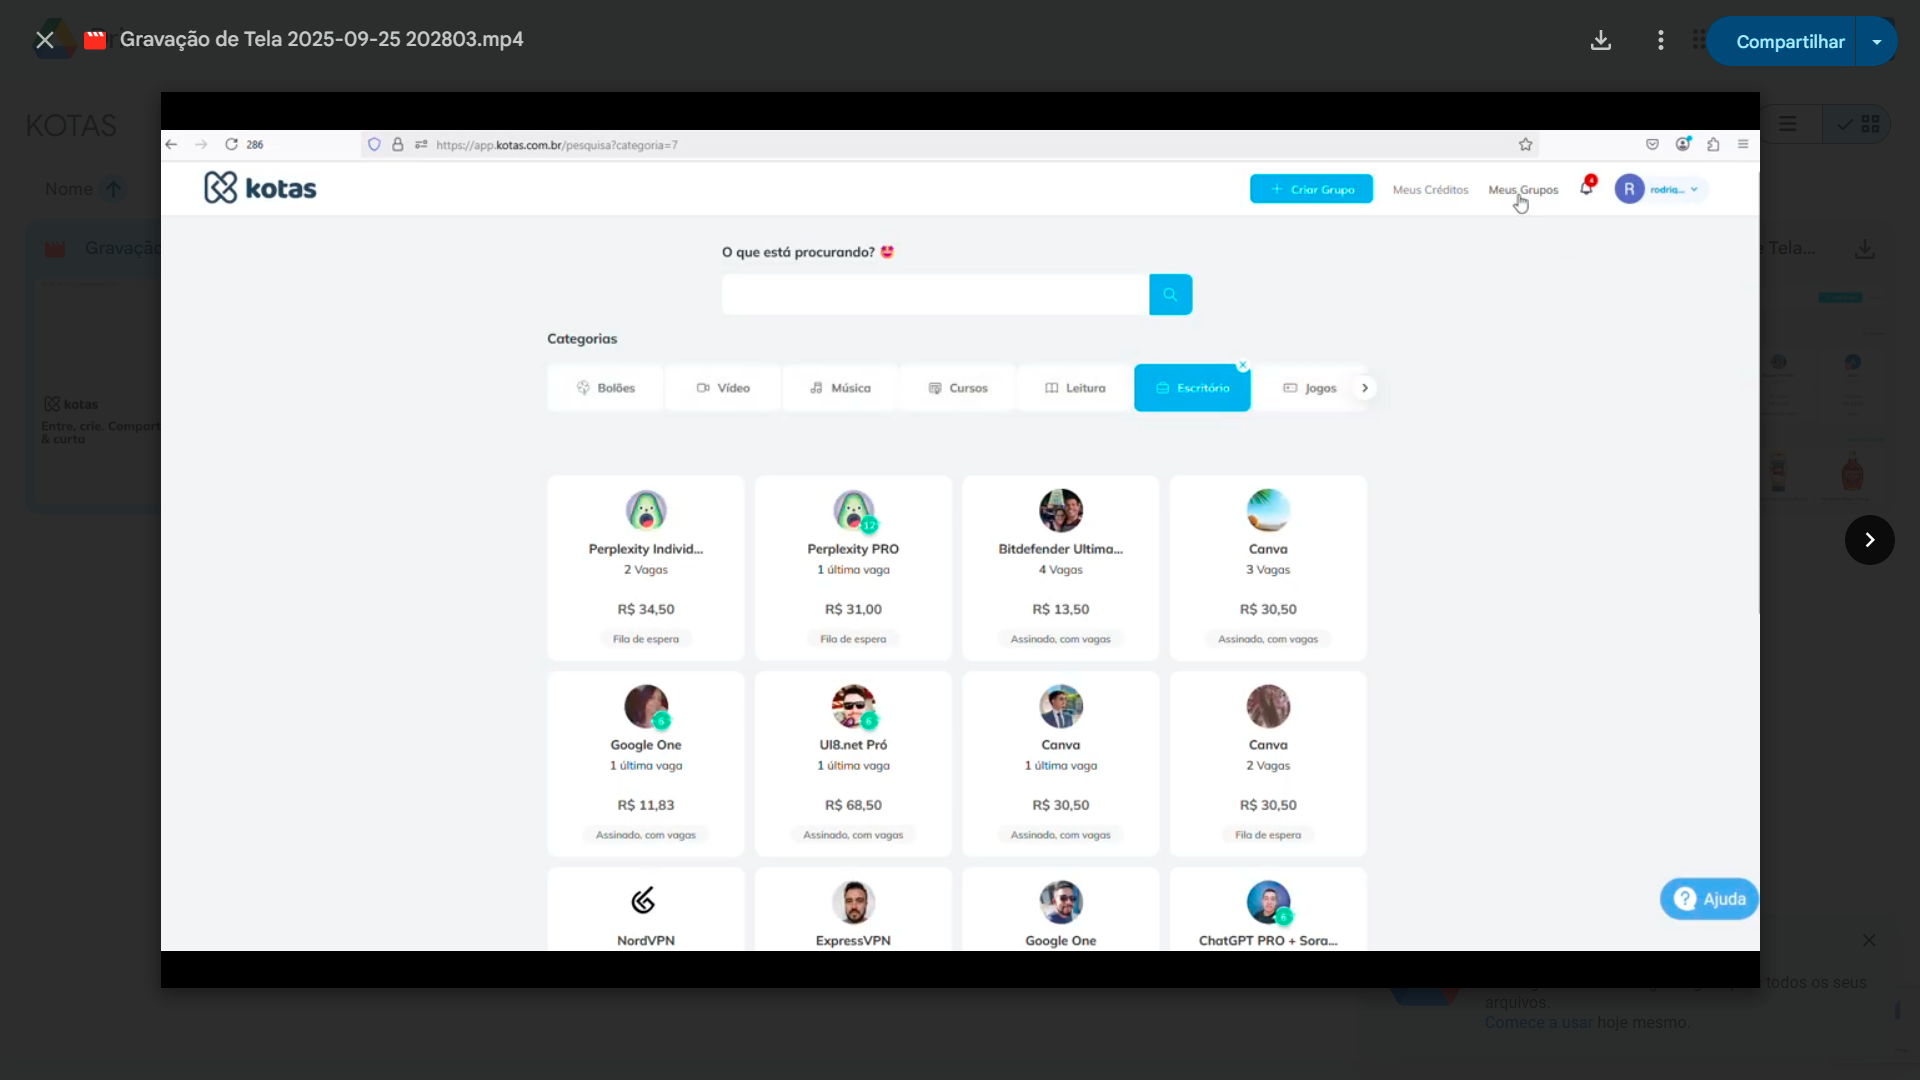 Gravação de Tela 2025-09-25 202803.mp4
Compartilhar
KOTAS
Nome
Gravação
Tela...
286
https://app.kotas.com.br/pesquisa?categoria=7
kotas
+ Criar Grupo
Meus Créditos
Meus Grupos
4
R
rodrig...
O que está procurando?
Categorias
Bolões
Vídeo
Música
Cursos
Leitura
Escritório
Jogos
Perplexity Individ...
2 Vagas
R$ 34,50
Fila de espera
12
Perplexity PRO
1 última vaga
R$ 31,00
Fila de espera
Bitdefender Ultima...
4 Vagas
R$ 13,50
Assinado, com vagas
Canva
3 Vagas
R$ 30,50
Assinado, com vagas
6
Google One
1 última vaga
R$ 11,83
Assinado, com vagas
6
UI8.net Pró
1 última vaga
R$ 68,50
Assinado, com vagas
Canva
1 última vaga
R$ 30,50
Assinado, com vagas
Canva
2 Vagas
R$ 30,50
Fila de espera
NordVPN
ExpressVPN
Google One
6
ChatGPT PRO + Sora...
Ajuda
kotas
Entre, crie. Compart
& curta
todos os seus
arquivos.
Comece a usar hoje mesmo.